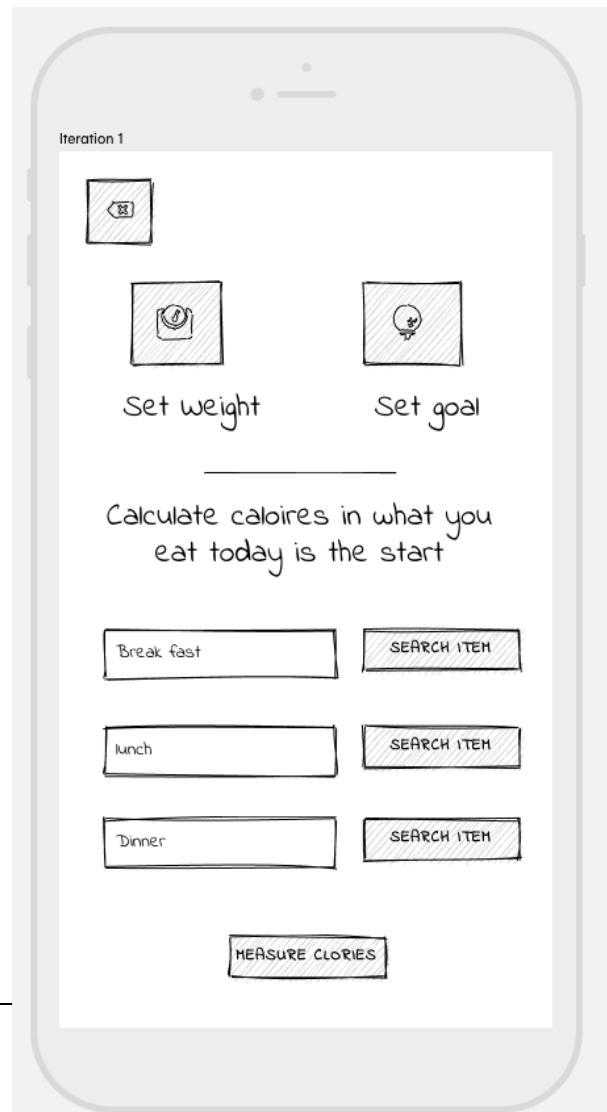 Iteration 1
Set weight
Set goal
Calculate caloires in what you
eat today is the start
Break fast
SEARCH ITEM
lunch
SEARCH ITEM
Dinner
SEARCH ITEM
MEASURE CLORIES